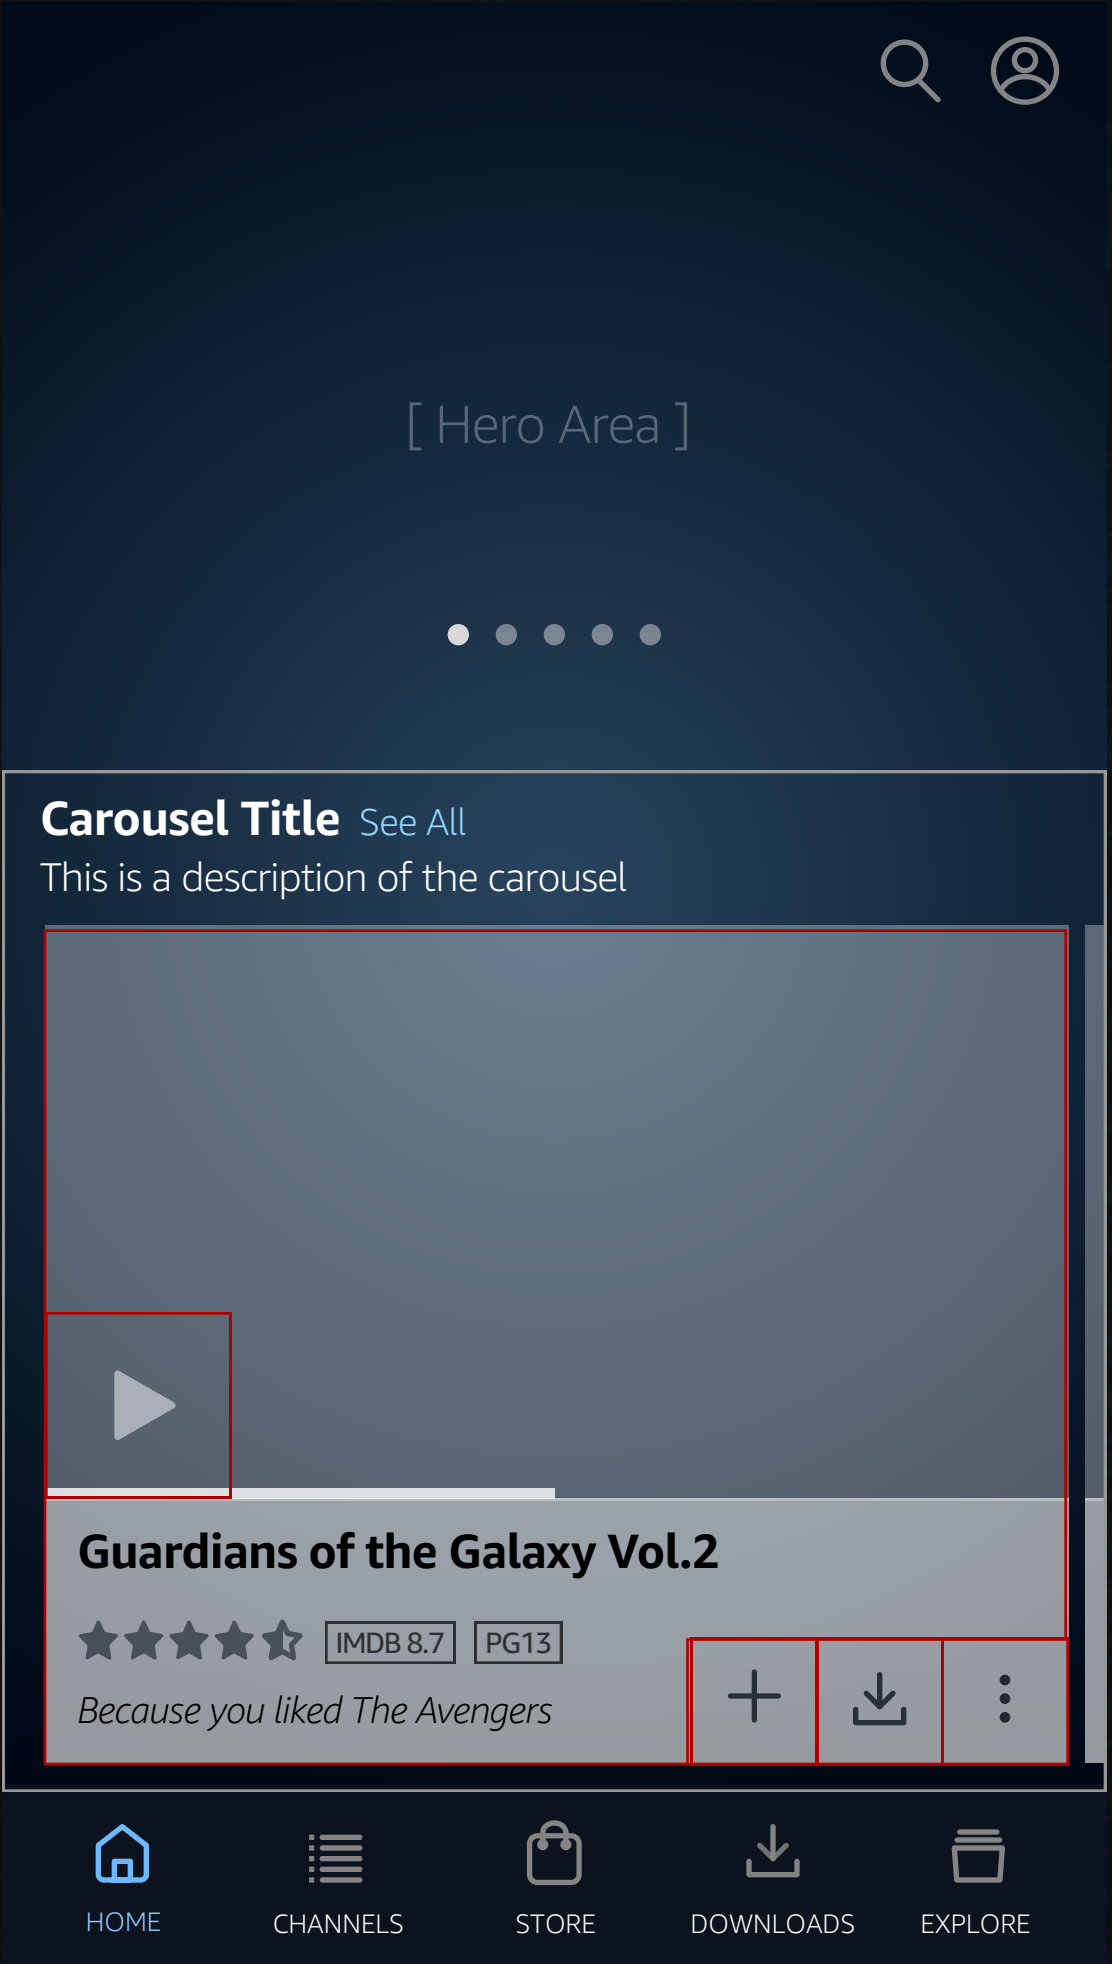 [ Hero Area ]
Carousel Title See All
This is a description of the carousel
Guardians of the Galaxy Vol.2
IMDB 8.7 PG13
Because you liked The Avengers
HOME CHANNELS STORE DOWNLOADS EXPLORE